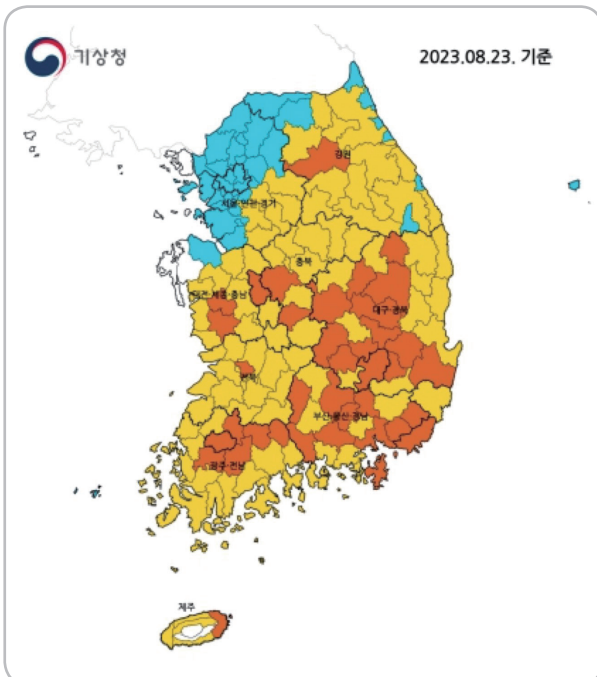 기상청
2023.08.23. 기준
강원
서울·인천·경기
충북
대전·세종·충남
대구·경북
전북
부산·울산·경남
광주·전남
제주